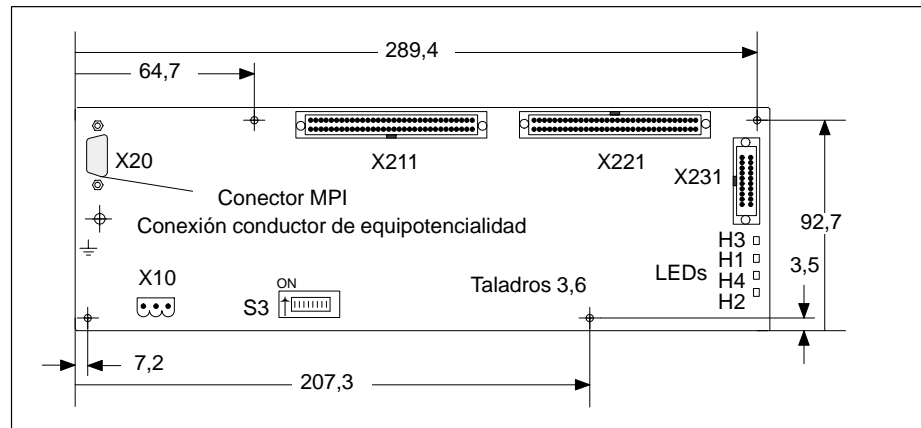 289,4
64,7
X20
X211
X221
X231
Conector MPI
Conexión conductor de equipotencialidad
92,7
H3
H1
LEDs
H4
H2
3,5
X10
ON
S3
Taladros 3,6
7,2
207,3